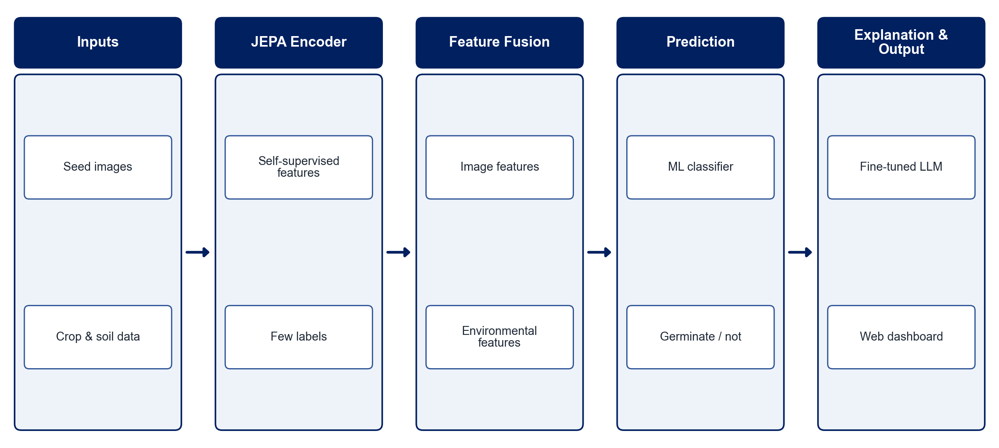 Inputs
Seed images
Crop & soil data
JEPA Encoder
Self-supervised
features
Few labels
Feature Fusion
Image features
Environmental
features
Prediction
ML classifier
Germinate / not
Explanation &
Output
Fine-tuned LLM
Web dashboard